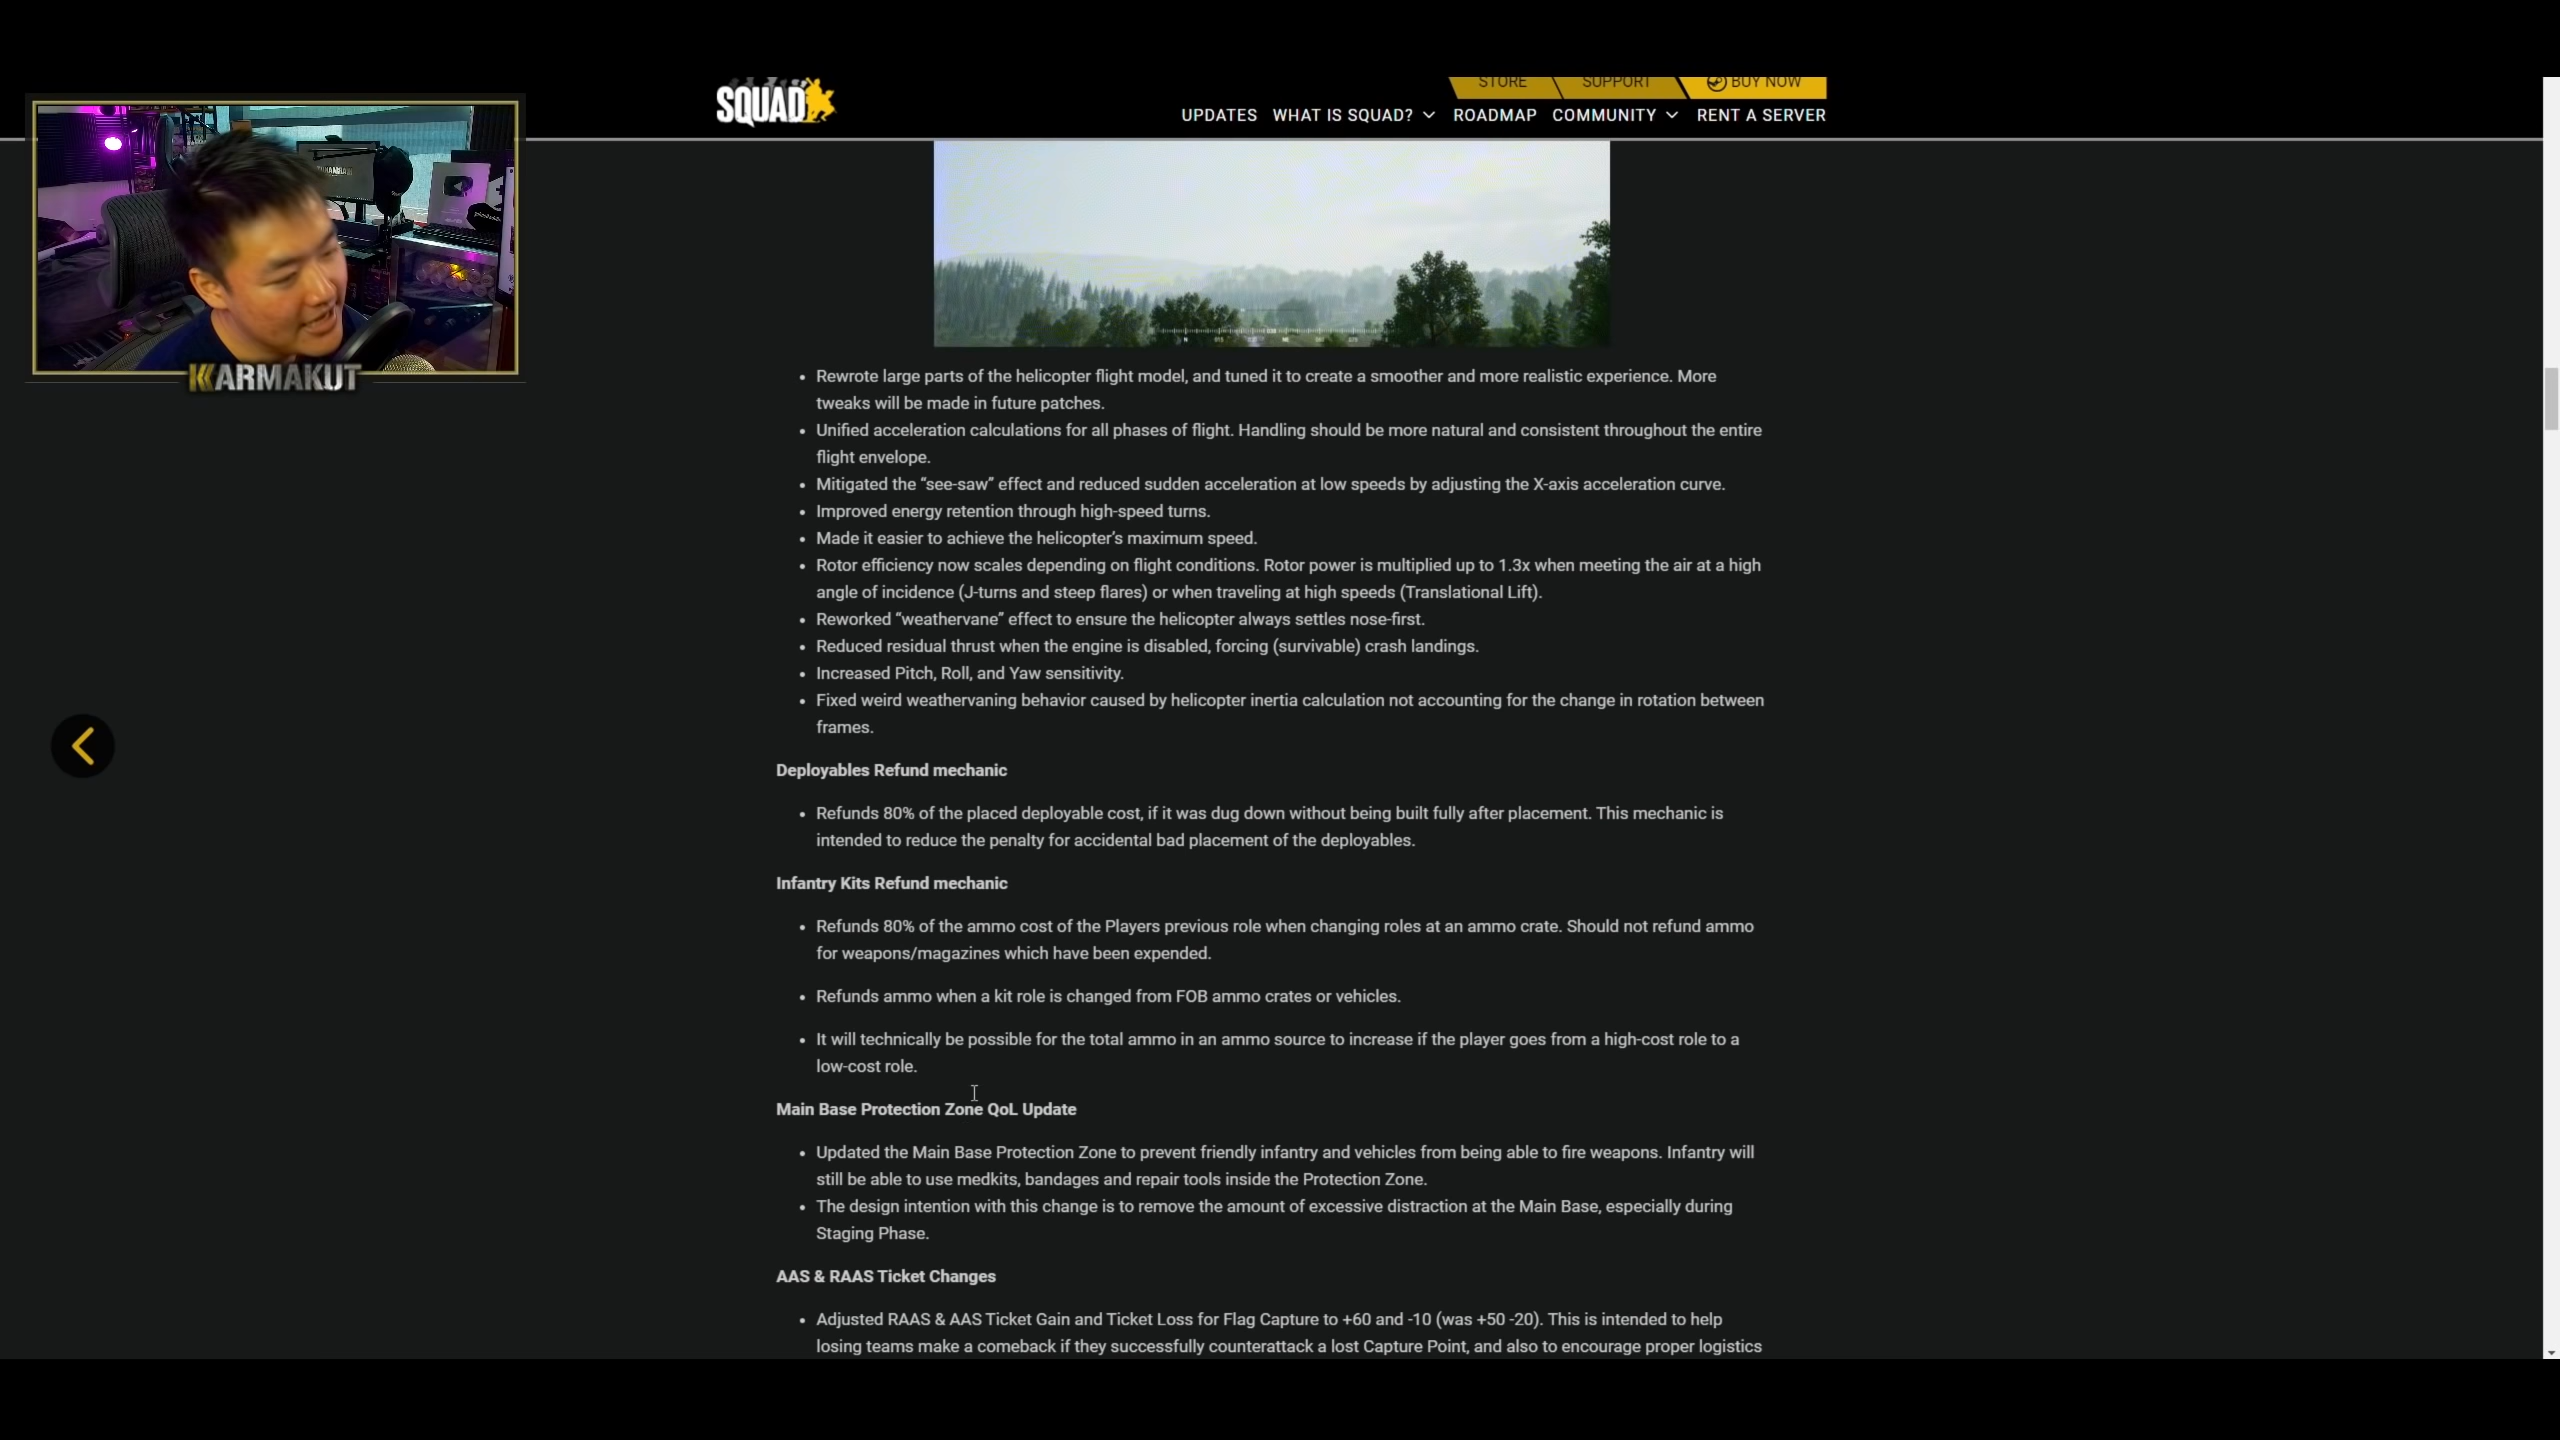 STORE SUPPORT BUY NOW
SQUAD
UPDATES WHAT IS SQUAD? ROADMAP COMMUNITY RENT A SERVER
KARMAKUT
• Rewrote large parts of the helicopter flight model, and tuned it to create a smoother and more realistic experience. More
tweaks will be made in future patches.
• Unified acceleration calculations for all phases of flight. Handling should be more natural and consistent throughout the entire
flight envelope.
• Mitigated the “see-saw” effect and reduced sudden acceleration at low speeds by adjusting the X-axis acceleration curve.
• Improved energy retention through high-speed turns.
• Made it easier to achieve the helicopter’s maximum speed.
• Rotor efficiency now scales depending on flight conditions. Rotor power is multiplied up to 1.3x when meeting the air at a high
angle of incidence (J-turns and steep flares) or when traveling at high speeds (Translational Lift).
• Reworked “weathervane” effect to ensure the helicopter always settles nose-first.
• Reduced residual thrust when the engine is disabled, forcing (survivable) crash landings.
• Increased Pitch, Roll, and Yaw sensitivity.
• Fixed weird weathervaning behavior caused by helicopter inertia calculation not accounting for the change in rotation between
frames.
Deployables Refund mechanic
• Refunds 80% of the placed deployable cost, if it was dug down without being built fully after placement. This mechanic is
intended to reduce the penalty for accidental bad placement of the deployables.
Infantry Kits Refund mechanic
• Refunds 80% of the ammo cost of the Players previous role when changing roles at an ammo crate. Should not refund ammo
for weapons/magazines which have been expended.
• Refunds ammo when a kit role is changed from FOB ammo crates or vehicles.
• It will technically be possible for the total ammo in an ammo source to increase if the player goes from a high-cost role to a
low-cost role.
Main Base Protection Zone QoL Update
• Updated the Main Base Protection Zone to prevent friendly infantry and vehicles from being able to fire weapons. Infantry will
still be able to use medkits, bandages and repair tools inside the Protection Zone.
• The design intention with this change is to remove the amount of excessive distraction at the Main Base, especially during
Staging Phase.
AAS & RAAS Ticket Changes
• Adjusted RAAS & AAS Ticket Gain and Ticket Loss for Flag Capture to +60 and -10 (was +50 -20). This is intended to help
losing teams make a comeback if they successfully counterattack a lost Capture Point, and also to encourage proper logistics